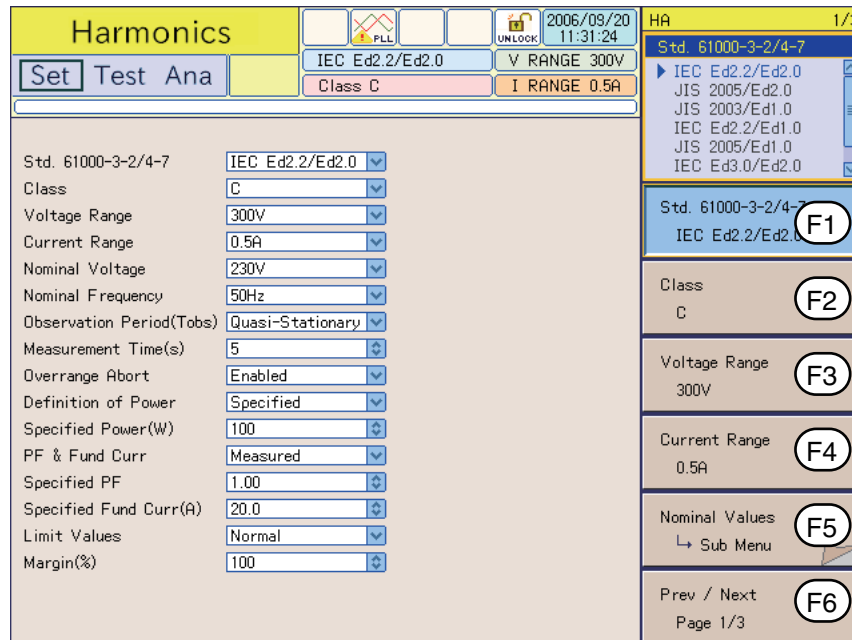 Harmonics
PLL
UNLOCK
2006/09/20
11:31:24
Set Test Ana
IEC Ed2.2/Ed2.0
V RANGE 300V
Class C
I RANGE 0.5A
Std. 61000-3-2/4-7 IEC Ed2.2/Ed2.0
Class C
Voltage Range 300V
Current Range 0.5A
Nominal Voltage 230V
Nominal Frequency 50Hz
Observation Period(Tobs) Quasi-Stationary
Measurement Time(s) 5
Overrange Abort Enabled
Definition of Power Specified
Specified Power(W) 100
PF & Fund Curr Measured
Specified PF 1.00
Specified Fund Curr(A) 20.0
Limit Values Normal
Margin(%) 100
HA 1/3
Std. 61000-3-2/4-7
IEC Ed2.2/Ed2.0
JIS 2005/Ed2.0
JIS 2003/Ed1.0
IEC Ed2.2/Ed1.0
JIS 2005/Ed1.0
IEC Ed3.0/Ed2.0
Std. 61000-3-2/4-7
IEC Ed2.2/Ed2.0
F1
Class
C
F2
Voltage Range
300V
F3
Current Range
0.5A
F4
Nominal Values
↳ Sub Menu
F5
Prev / Next
Page 1/3
F6